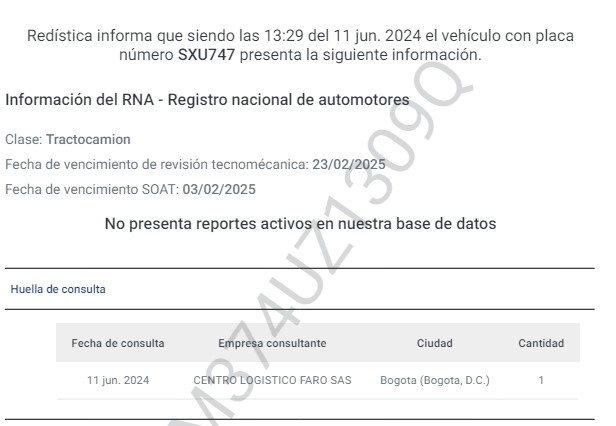 Redística informa que siendo las 13:29 del 11 jun. 2024 el vehículo con placa
número SXU747 presenta la siguiente información.
Información del RNA - Registro nacional de automotores
Clase: Tractocamion
Fecha de vencimiento de revisión tecnomécanica: 23/02/2025
Fecha de vencimiento SOAT: 03/02/2025
No presenta reportes activos en nuestra base de datos
Huella de consulta
Fecha de consulta Empresa consultante Ciudad Cantidad
11 jun. 2024 CENTRO LOGISTICO FARO SAS Bogota (Bogota, D.C.) 1
M374UZ1309Q